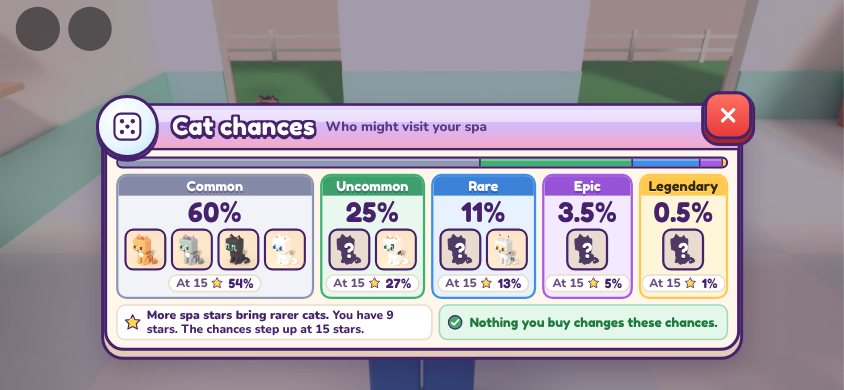 Cat chances
Who might visit your spa
Common
60%
At 15 54%
Uncommon
25%
?
At 15 27%
Rare
11%
?
At 15 13%
Epic
3.5%
?
At 15 5%
Legendary
0.5%
?
At 15 1%
More spa stars bring rarer cats. You have 9
stars. The chances step up at 15 stars.
Nothing you buy changes these chances.